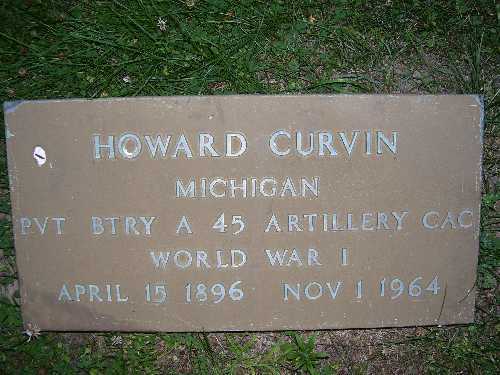 HOWARD CURVIN
MICHIGAN
PVT BTRY A 45 ARTILLERY CAC
WORLD WAR I
APRIL 15 1896 NOV 1 1964